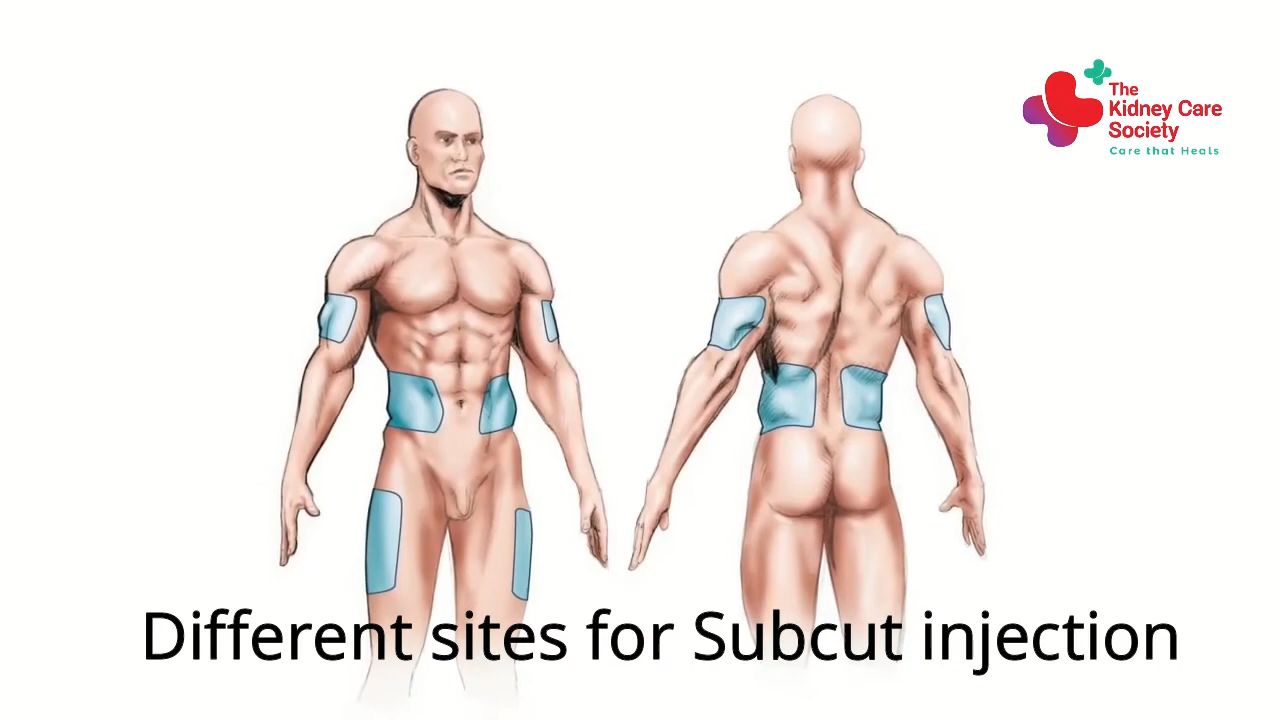 The
Kidney Care
Society
Care that Heals
Different sites for Subcut injection